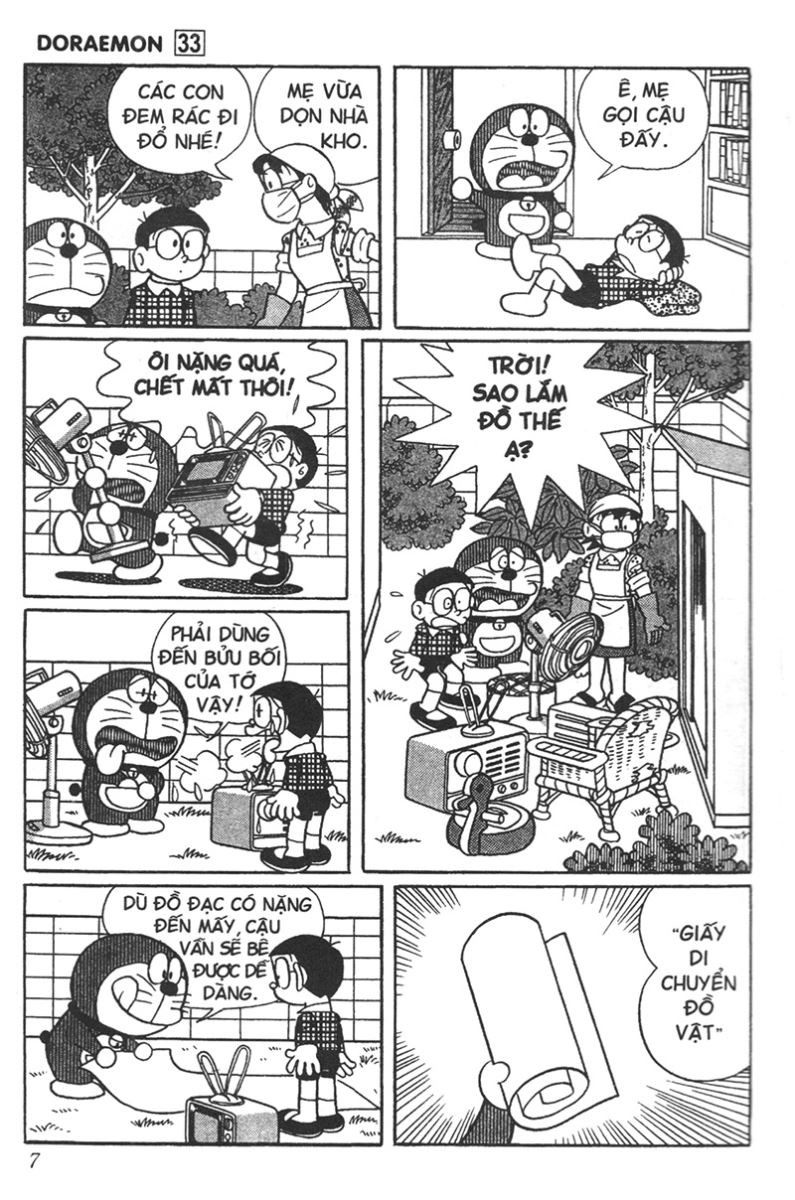 DORAEMON 33
Ê, MẸ
GỌI CẬU
ĐẤY.
MẸ VỪA
DỌN NHÀ
KHO.
CÁC CON
ĐEM RÁC ĐI
ĐỔ NHÉ!
TRỜI!
SAO LẮM
ĐỒ THẾ
Ạ?
ÔI NẶNG QUÁ,
CHẾT MẤT THÔI!
PHẢI DÙNG
ĐẾN BỬU BỐI
CỦA TỚ
VẬY!
"GIẤY
DI
CHUYỂN
ĐỒ
VẬT"
DÙ ĐỒ ĐẠC CÓ NẶNG
ĐẾN MẤY, CẬU
VẪN SẼ BÊ
ĐƯỢC DỄ
DÀNG.
7